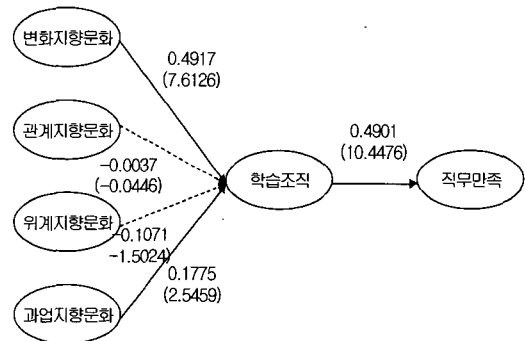 변화지향문화
0.4917
(7.6126)
관계지향문화
-0.0037
(-0.0446)
0.4901
(10.4476)
학습조직
직무만족
위계지향문화
-0.1071
-1.5024)
0.1775
(2.5459)
과업지향문화